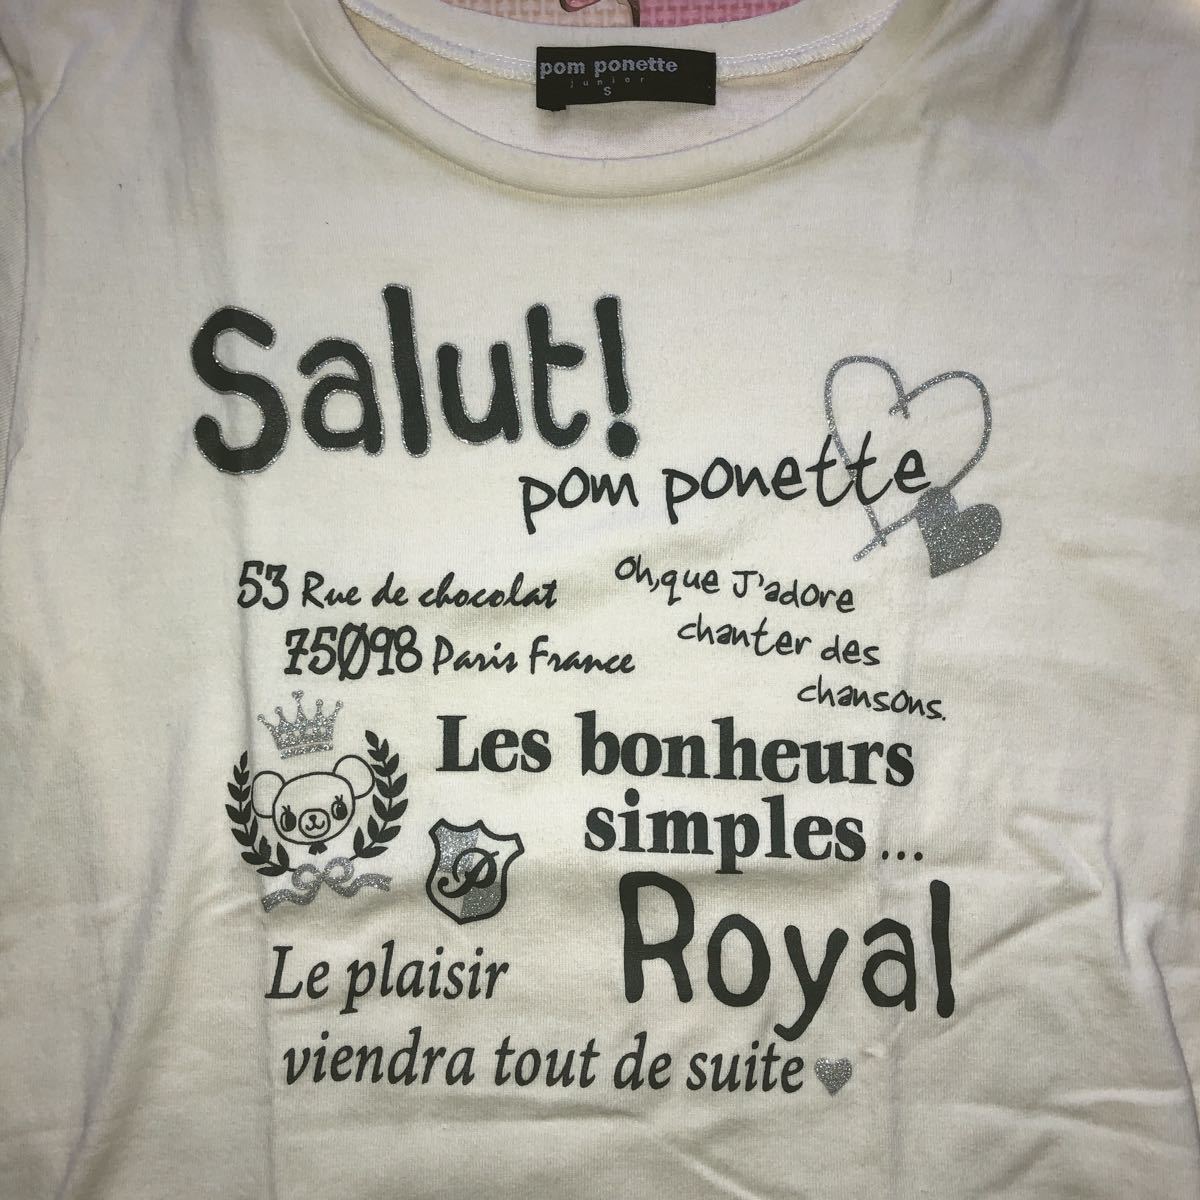 pom ponette
junior
S
Salut!
pom ponette
53 Rue de chocolat
75098 Paris France
Oh,que J'adore
chanter des
chansons.
Les bonheurs
simples...
P
Royal
Le plaisir
viendra tout de suite